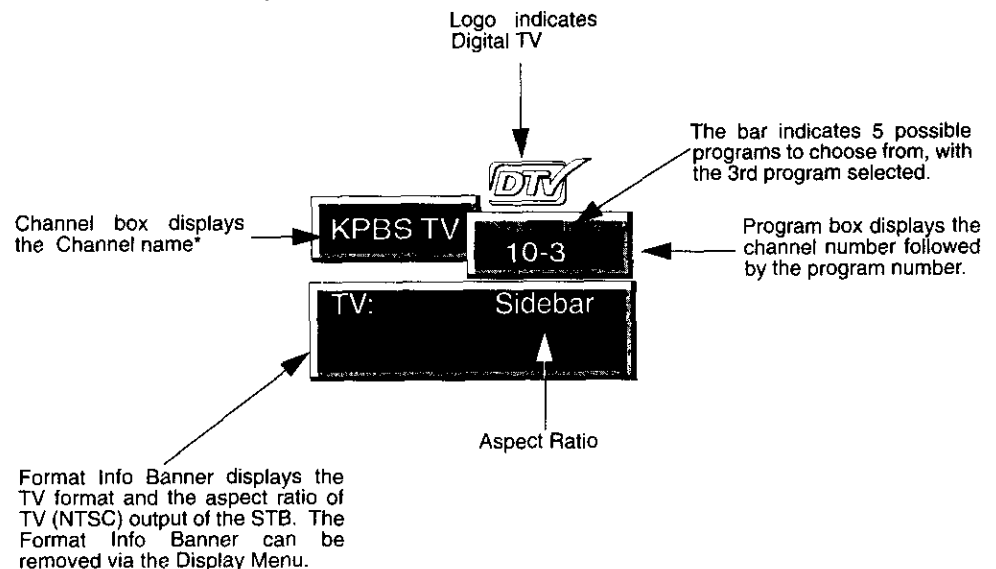 Logo indicates
Digital TV
DTV
The bar indicates 5 possible
programs to choose from, with
the 3rd program selected.
Channel box displays
the Channel name*
KPBS TV
10-3
Program box displays the
channel number followed
by the program number.
TV: Sidebar
Aspect Ratio
Format Info Banner displays the
TV format and the aspect ratio of
TV (NTSC) output of the STB. The
Format Info Banner can be
removed via the Display Menu.